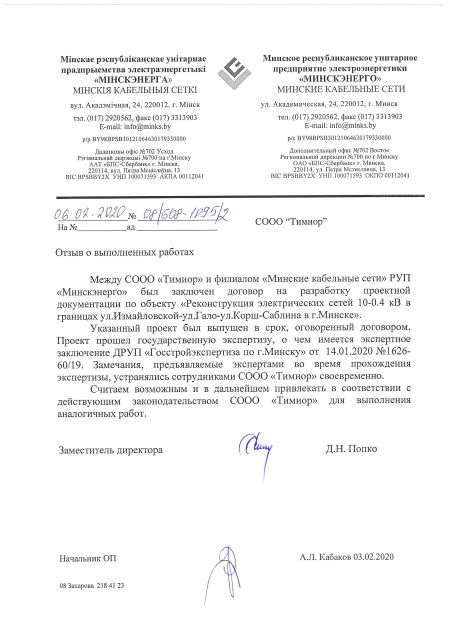 Мінскае рэспубліканскае унітарнае
прадпрыемства электраэнергетыкі
«МІНСКЭНЕРГА»
МІНСКІЯ КАБЕЛЬНЫЯ СЕТКІ
вул. Акадэмічная, 24, 220012, г. Мінск
тэл. (017) 2920562, факс (017) 3313903
E-mail: info@minks.by
р/р BY98BPSB30121064630179330000
Дадатковы офіс №702 Усход
Рэгіянальнай дырэкцыі №700 па г.Мінску
ААТ «БПС-Сбербанк» г. Мінска,
220114, вул. Пятра Мсціслаўца, 13
BIC BPSBBY2X УНП 100071593 АКПА 00112041
Минское республиканское унитарное
предприятие электроэнергетики
«МИНСКЭНЕРГО»
МИНСКИЕ КАБЕЛЬНЫЕ СЕТИ
ул. Академическая, 24, 220012, г. Минск
тел. (017) 2920562, факс (017) 3313903
E-mail: info@minks.by
р/р BY98BPSB30121064630179330000
Дополнительный офис №702 Восток
Региональной дирекции №700 по г.Минску
ОАО «БПС-Сбербанк» г. Минска,
220114, ул. Петра Мстиславца, 13
BIC BPSBBY2X УНП 100071593 ОКПО 00112041
06.02.2020 № 08/608-1895/2
На № ад
СООО “Тимиор”
Отзыв о выполненных работах
Между СООО «Тимиор» и филиалом «Минские кабельные сети» РУП
«Минскэнерго» был заключен договор на разработку проектной
документации по объекту «Реконструкция электрических сетей 10-0.4 кВ в
границах ул.Измайловской-ул.Гало-ул.Корш-Саблина в г.Минске».
Указанный проект был выпущен в срок, оговоренный договором.
Проект прошел государственную экспертизу, о чем имеется экспертное
заключение ДРУП «Госстройэкспертиза по г.Минску» от 14.01.2020 №1626-
60/19. Замечания, предъявляемые экспертами во время прохождения
экспертизы, устранялись сотрудниками СООО «Тимиор» своевременно.
Считаем возможным и в дальнейшем привлекать в соответствии с
действующим законодательством СООО «Тимиор» для выполнения
аналогичных работ.
Заместитель директора Д.Н. Попко
Начальник ОП А.Л. Кабаков 03.02.2020
08 Захарова 218 41 23